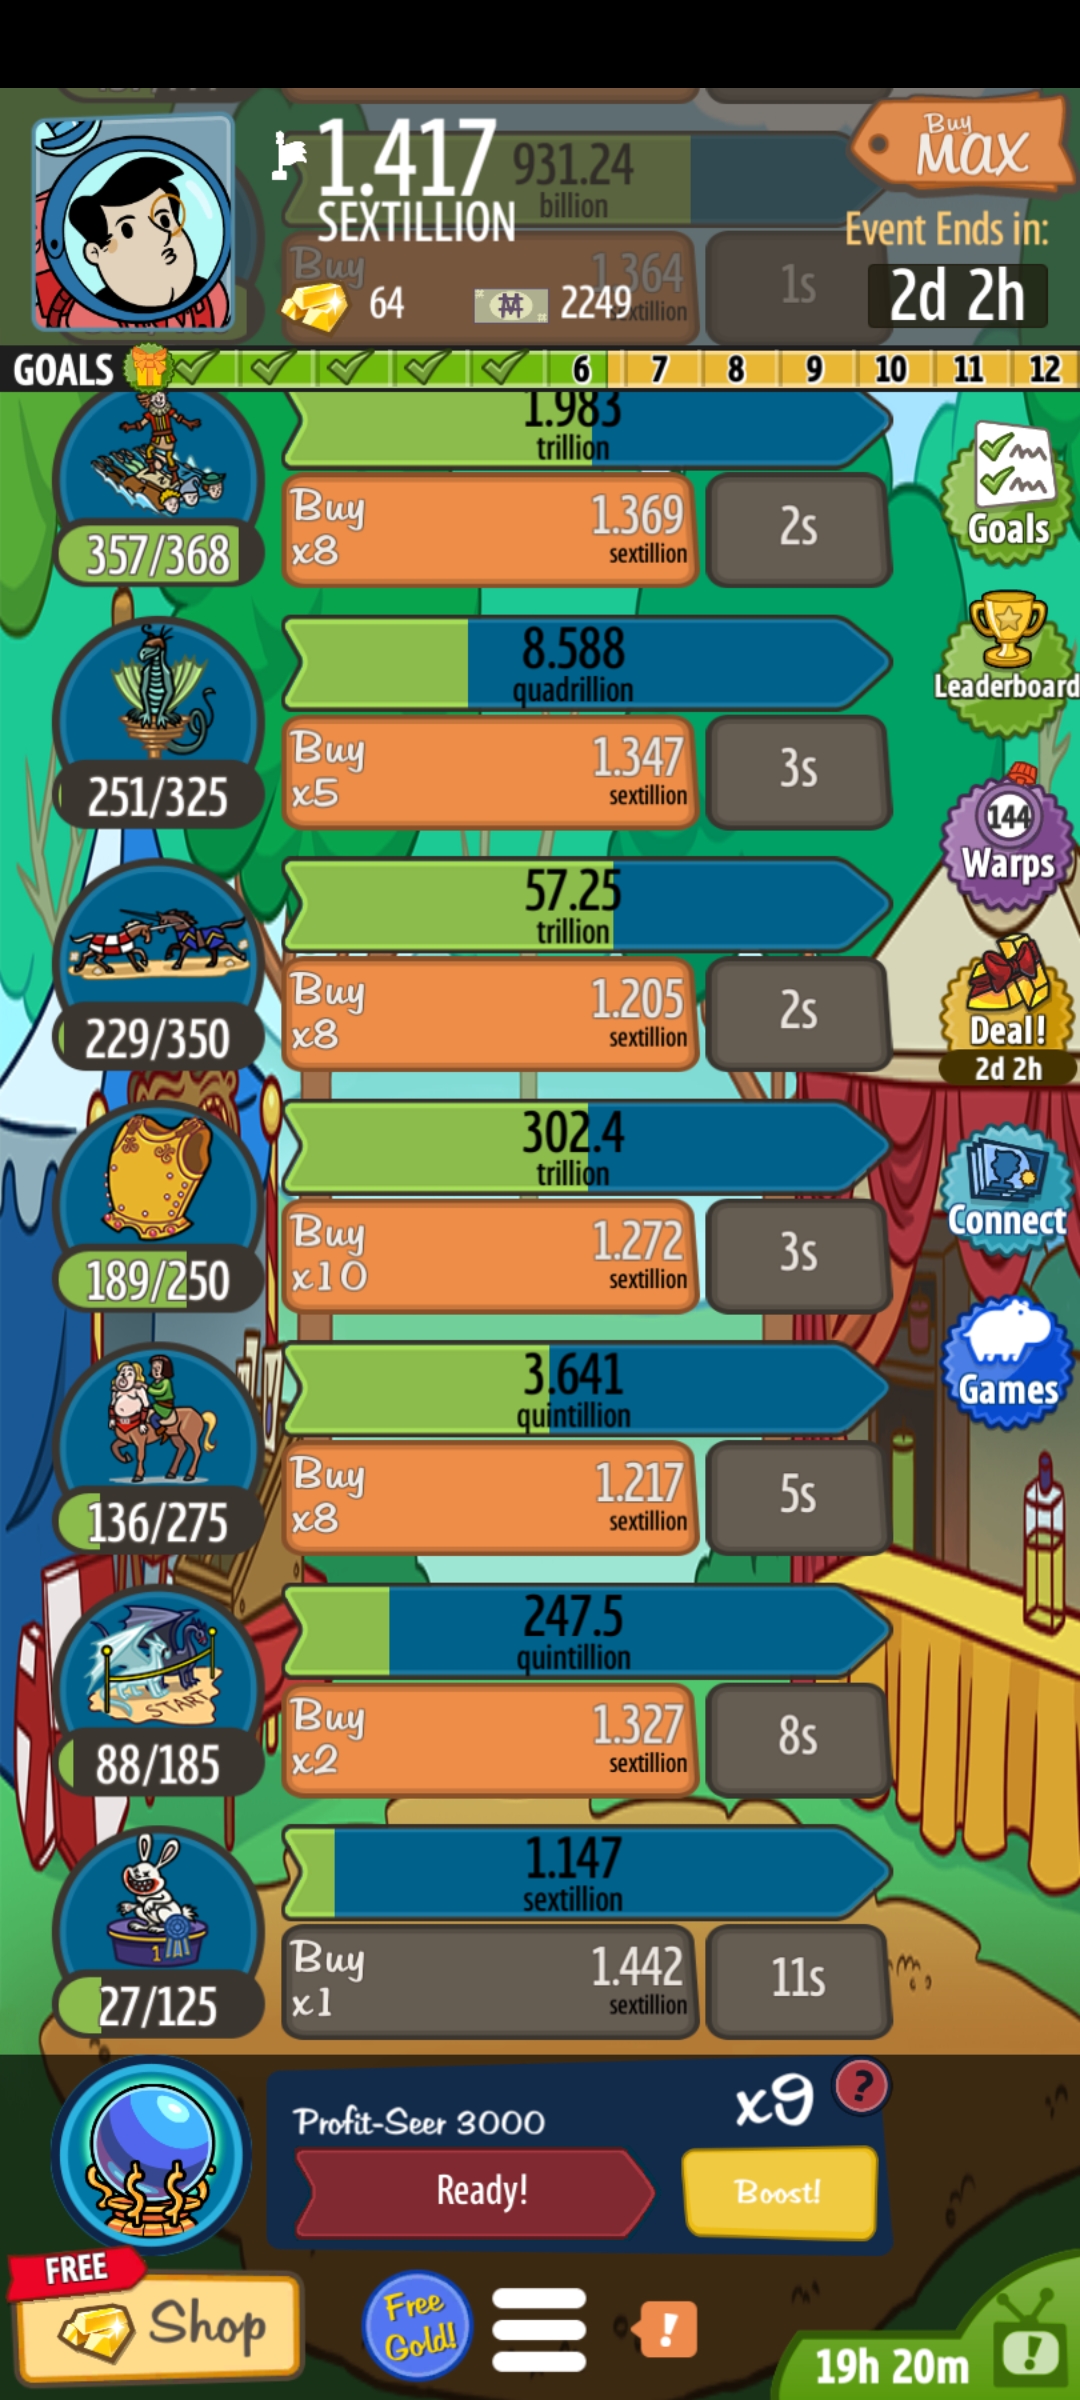 1.417
SEXTILLION
931.24
billion
Buy
MAX
Event Ends in:
2d 2h
Buy
1.364
sextillion
1s
64
2249
GOALS
6 7 8 9 10 11 12
1.983
trillion
357/368
Buy
x8
1.369
sextillion
2s
Goals
8.588
quadrillion
251/325
Buy
x5
1.347
sextillion
3s
Leaderboard
57.25
trillion
229/350
Buy
x8
1.205
sextillion
2s
144
Warps
Deal!
2d 2h
302.4
trillion
189/250
Buy
x10
1.272
sextillion
3s
Connect
3.641
quintillion
136/275
Buy
x8
1.217
sextillion
5s
Games
247.5
quintillion
START
88/185
Buy
x2
1.327
sextillion
8s
1.147
sextillion
1
27/125
Buy
x1
1.442
sextillion
11s
Profit-Seer 3000
x9
?
Ready!
Boost!
FREE
Shop
Free
Gold!
!
19h 20m
!